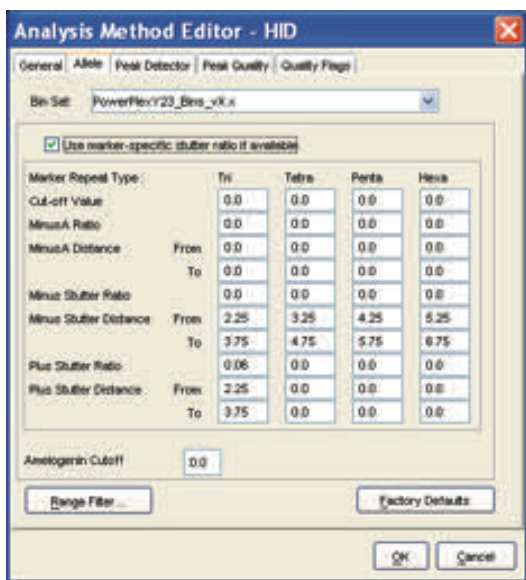 Analysis Method Editor - HID
General Allele Peak Detector Peak Quality Quality Flags
Bin Set: PowerPlexY23_Bins_vX.x
Use marker-specific stutter ratio if available
Marker Repeat Type: Tri Tetra Penta Hexa
Cut-off Value 0.0 0.0 0.0 0.0
MinusA Ratio 0.0 0.0 0.0 0.0
MinusA Distance From 0.0 0.0 0.0 0.0
To 0.0 0.0 0.0 0.0
Minus Stutter Ratio 0.0 0.0 0.0 0.0
Minus Stutter Distance From 2.25 3.25 4.25 5.25
To 3.75 4.75 5.75 6.75
Plus Stutter Ratio 0.06 0.0 0.0 0.0
Plus Stutter Distance From 2.25 0.0 0.0 0.0
To 3.75 0.0 0.0 0.0
Amelogenin Cutoff 0.0
Range Filter... Factory Defaults
OK Cancel